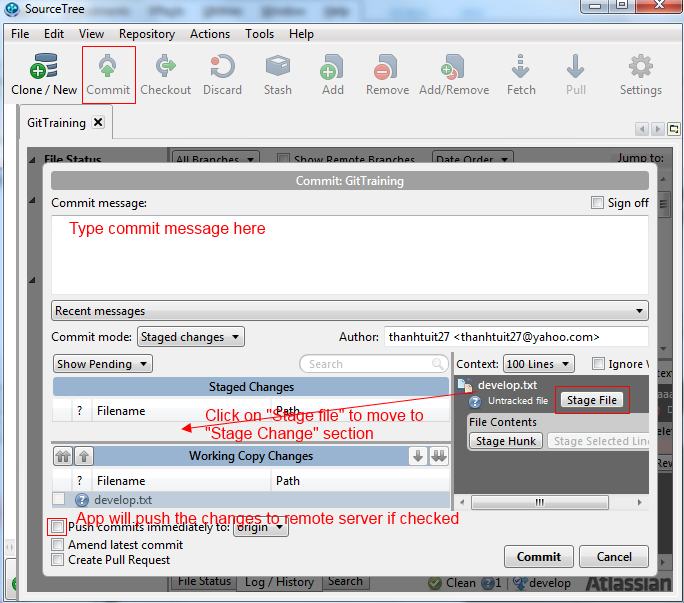 SourceTree
File Edit View Repository Actions Tools Help
Clone / New Commit Checkout Discard Stash Add Remove Add/Remove Fetch Pull Settings
GitTraining
File Status All Branches Show Remote Branches Date Order Jump to:
Commit: GitTraining
Commit message: Sign off
Type commit message here
Recent messages
Commit mode: Staged changes Author: thanhtuit27 <thanhtuit27@yahoo.com>
Show Pending Search Context: 100 Lines Ignore
Staged Changes develop.txt
? Filename Path Untracked file Stage File
Click on "Stage file" to move to
"Stage Change" section
File Contents
Stage Hunk Stage Selected Line
Working Copy Changes
? Filename Path
develop.txt
App will push the changes to remote server if checked
Push commits immediately to: origin
Amend latest commit
Create Pull Request
Commit Cancel
File Status Log / History Search Clean 1 develop Atlassian